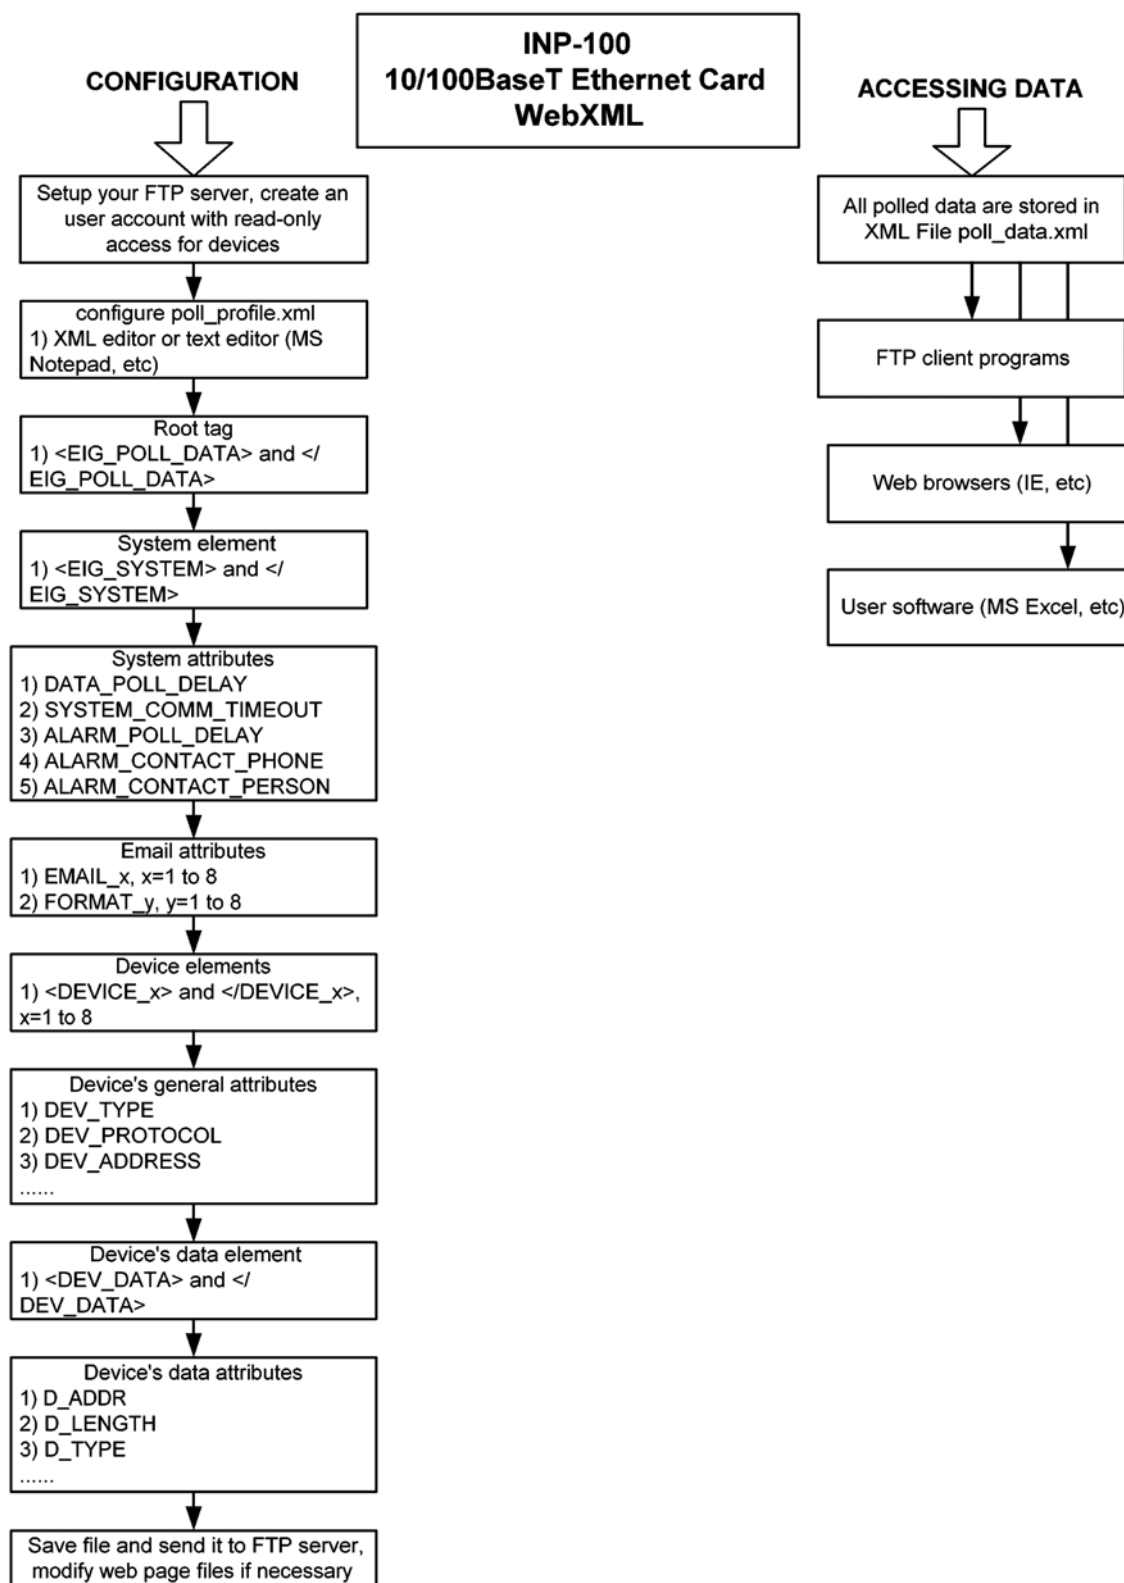 INP-100
10/100BaseT Ethernet Card
WebXML
CONFIGURATION
Setup your FTP server, create an
user account with read-only
access for devices
configure poll_profile.xml
1) XML editor or text editor (MS
Notepad, etc)
Root tag
1) <EIG_POLL_DATA> and </
EIG_POLL_DATA>
System element
1) <EIG_SYSTEM> and </
EIG_SYSTEM>
System attributes
1) DATA_POLL_DELAY
2) SYSTEM_COMM_TIMEOUT
3) ALARM_POLL_DELAY
4) ALARM_CONTACT_PHONE
5) ALARM_CONTACT_PERSON
Email attributes
1) EMAIL_x, x=1 to 8
2) FORMAT_y, y=1 to 8
Device elements
1) <DEVICE_x> and </DEVICE_x>,
x=1 to 8
Device's general attributes
1) DEV_TYPE
2) DEV_PROTOCOL
3) DEV_ADDRESS
......
Device's data element
1) <DEV_DATA> and </
DEV_DATA>
Device's data attributes
1) D_ADDR
2) D_LENGTH
3) D_TYPE
......
Save file and send it to FTP server,
modify web page files if necessary
ACCESSING DATA
All polled data are stored in
XML File poll_data.xml
FTP client programs
Web browsers (IE, etc)
User software (MS Excel, etc)